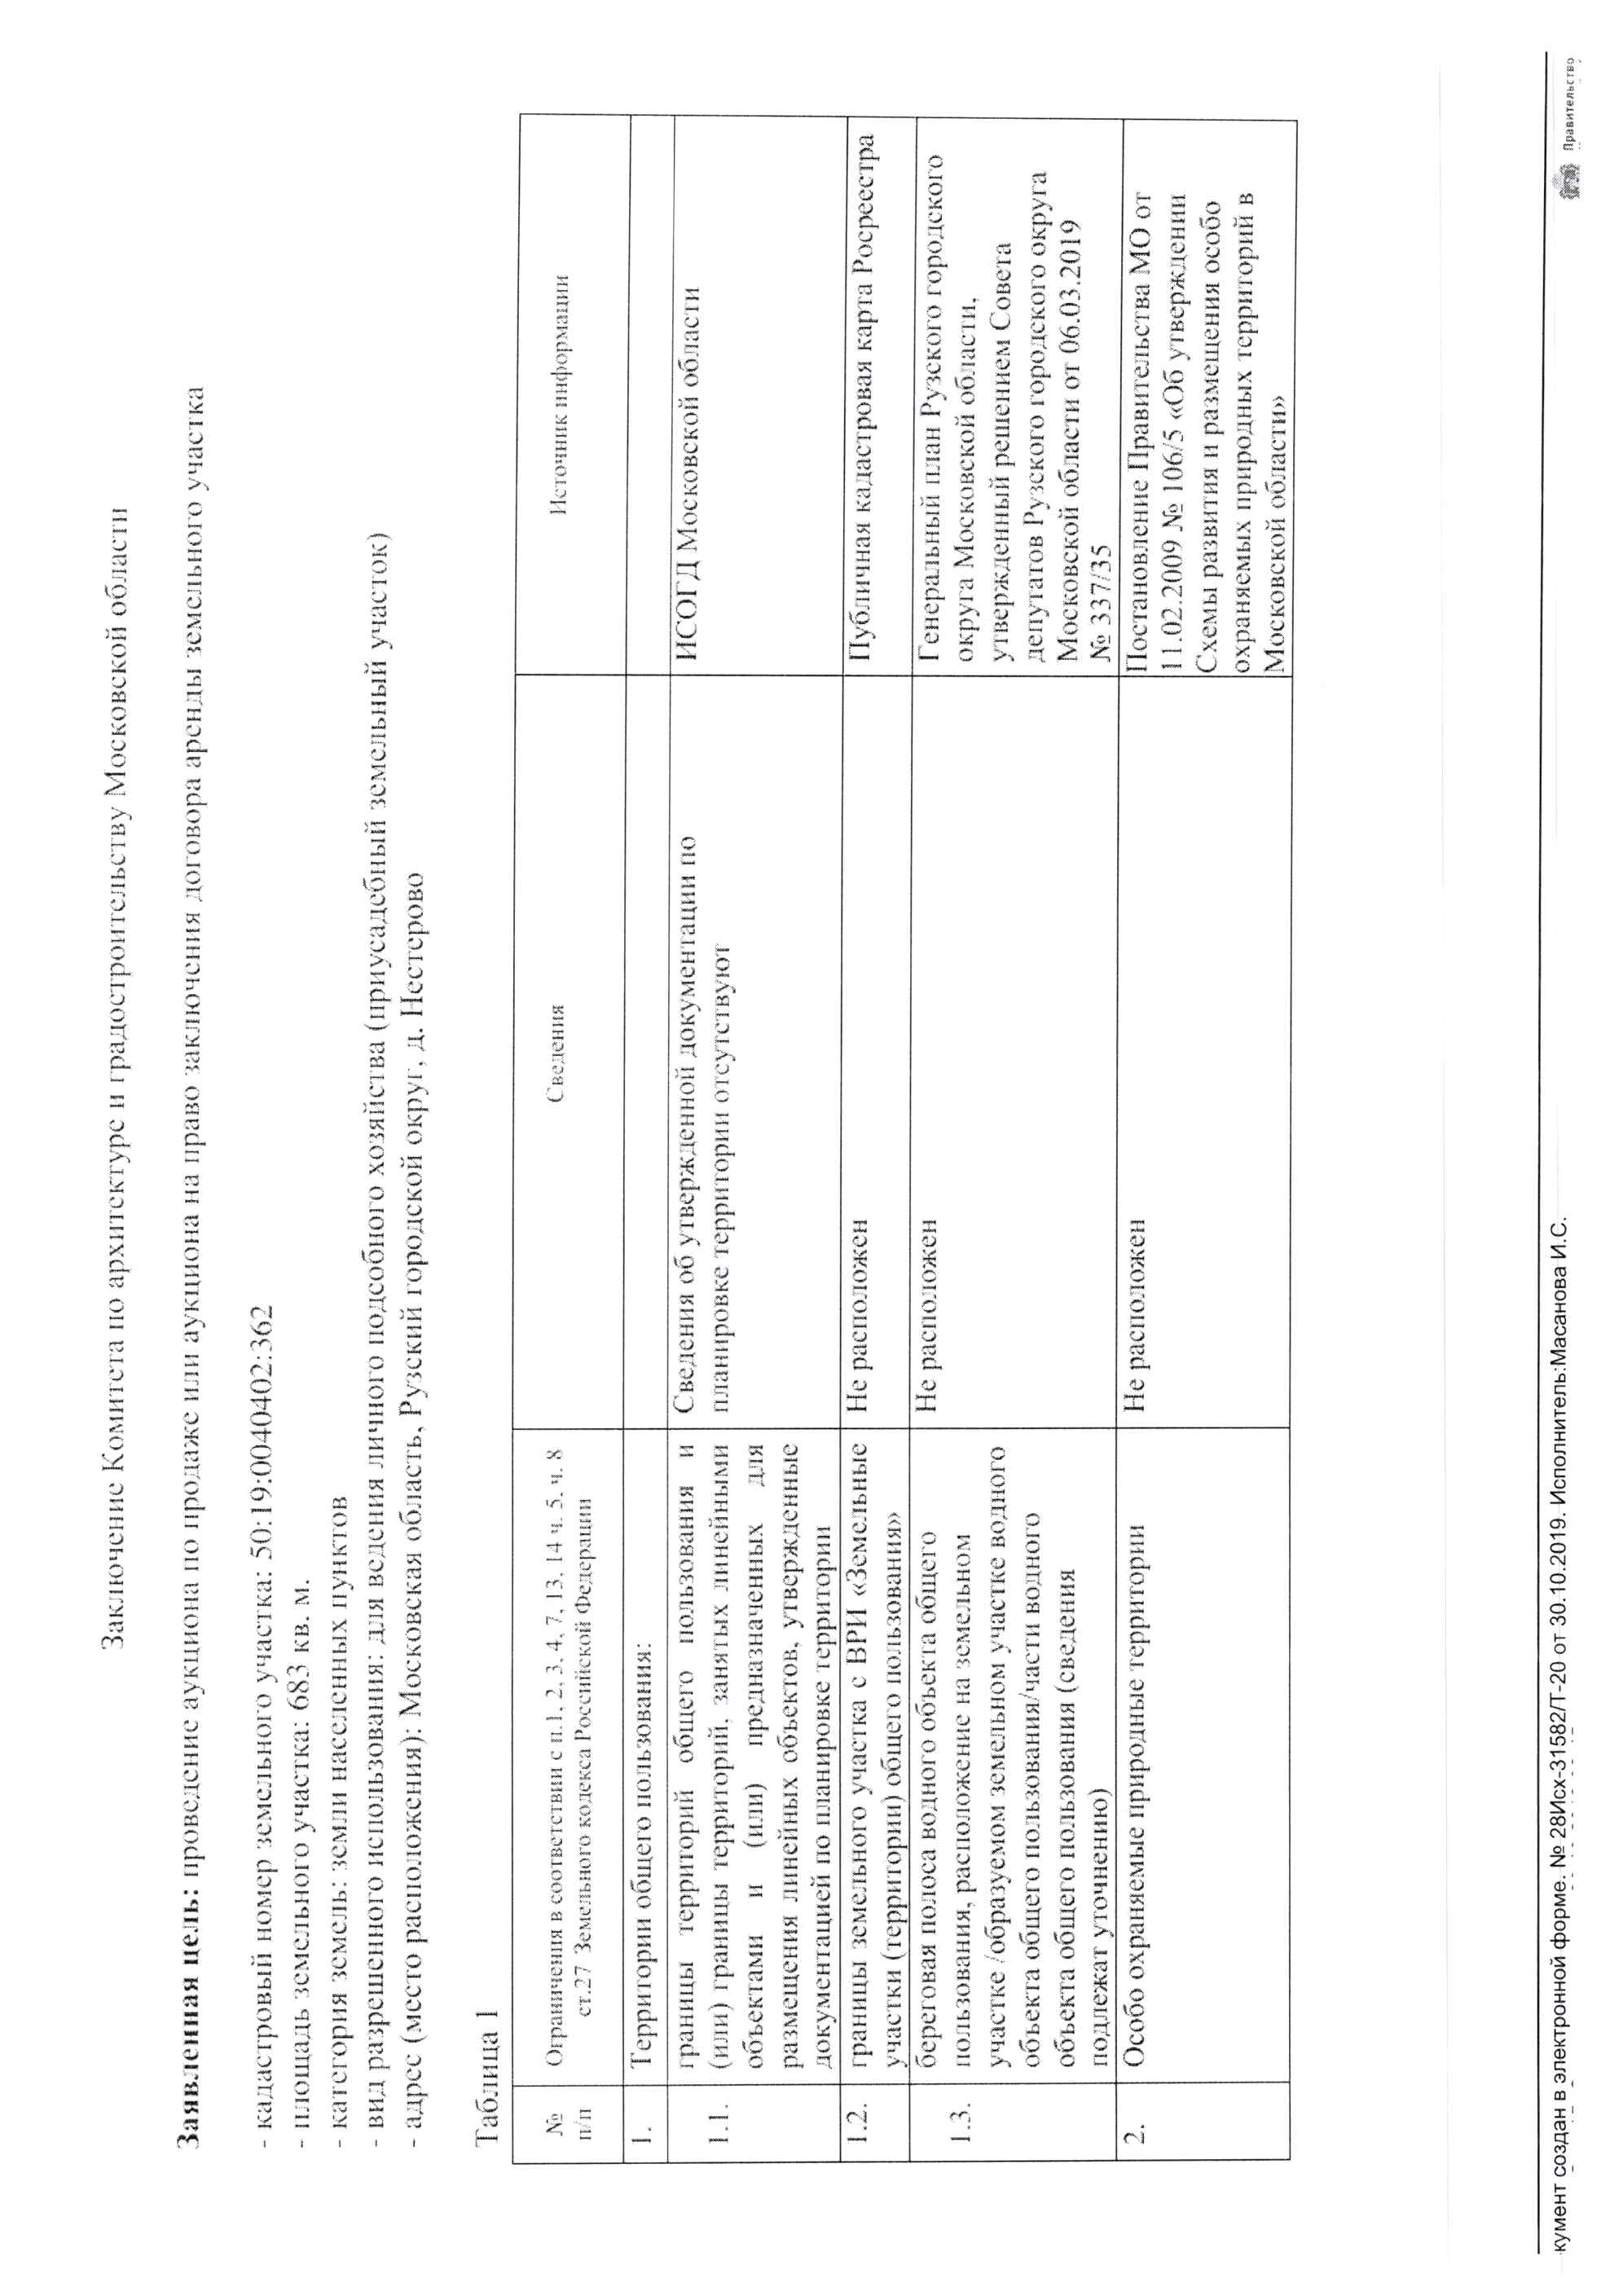 Заключение Комитета по архитектуре и градостроительству Московской области
Заявленная цель: проведение аукциона по продаже или аукциона на право заключения договора аренды земельного участка
- кадастровый номер земельного участка: 50:19:0040402:362
- площадь земельного участка: 683 кв. м.
- категория земель: земли населенных пунктов
- вид разрешенного использования: для ведения личного подсобного хозяйства (приусадебный земельный участок)
- адрес (место расположения): Московская область, Рузский городской округ, д. Нестерово
Таблица 1
№
п/п
Ограничения в соответствии с п.1, 2, 3, 4, 7, 13, 14 ч. 5. ч. 8
ст.27 Земельного кодекса Российской Федерации
Сведения
Источник информации
1.
Территории общего пользования:
1.1.
границы территорий общего пользования и
(или) границы территорий, занятых линейными
объектами и (или) предназначенных для
размещения линейных объектов, утвержденные
документацией по планировке территории
Сведения об утвержденной документации по
планировке территории отсутствуют
ИСОГД Московской области
1.2.
границы земельного участка с ВРИ «Земельные
участки (территории) общего пользования»
Не расположен
Публичная кадастровая карта Росреестра
1.3.
береговая полоса водного объекта общего
пользования, расположение на земельном
участке /образуемом земельном участке водного
объекта общего пользования/части водного
объекта общего пользования (сведения
подлежат уточнению)
Не расположен
Генеральный план Рузского городского
округа Московской области,
утвержденный решением Совета
депутатов Рузского городского округа
Московской области от 06.03.2019
№ 337/35
2.
Особо охраняемые природные территории
Не расположен
Постановление Правительства МО от
11.02.2009 № 106/5 «Об утверждении
Схемы развития и размещения особо
охраняемых природных территорий в
Московской области»
кумент создан в электронной форме. № 28Исх-31582/Т-20 от 30.10.2019. Исполнитель:Масанова И.С.
Правительство